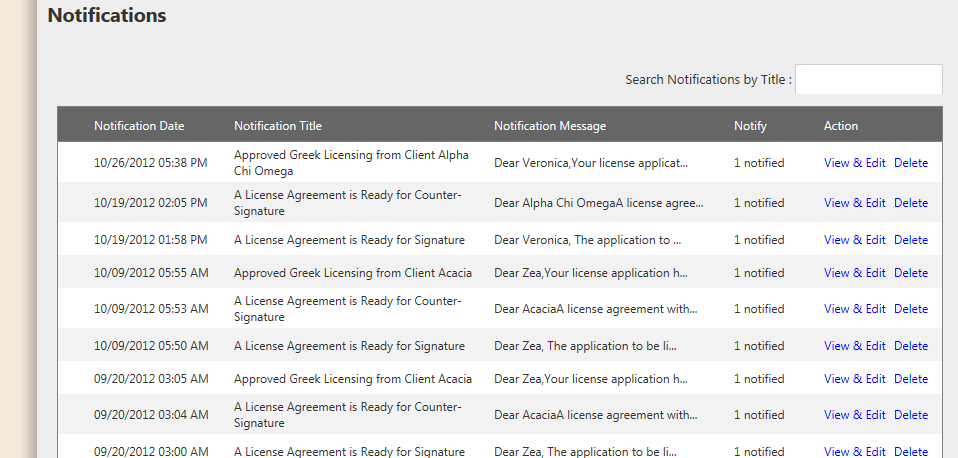 Notifications
Search Notifications by Title :
Notification Date Notification Title Notification Message Notify Action
10/26/2012 05:38 PM Approved Greek Licensing from Client Alpha Chi Omega Dear Veronica,Your license applicat... 1 notified View & Edit Delete
10/19/2012 02:05 PM A License Agreement is Ready for Counter-Signature Dear Alpha Chi OmegaA license agree... 1 notified View & Edit Delete
10/19/2012 01:58 PM A License Agreement is Ready for Signature Dear Veronica, The application to ... 1 notified View & Edit Delete
10/09/2012 05:55 AM Approved Greek Licensing from Client Acacia Dear Zea,Your license application h... 1 notified View & Edit Delete
10/09/2012 05:53 AM A License Agreement is Ready for Counter-Signature Dear AcaciaA license agreement with... 1 notified View & Edit Delete
10/09/2012 05:50 AM A License Agreement is Ready for Signature Dear Zea, The application to be li... 1 notified View & Edit Delete
09/20/2012 03:05 AM Approved Greek Licensing from Client Acacia Dear Zea,Your license application h... 1 notified View & Edit Delete
09/20/2012 03:04 AM A License Agreement is Ready for Counter-Signature Dear AcaciaA license agreement with... 1 notified View & Edit Delete
09/20/2012 03:00 AM A License Agreement is Ready for Signature Dear Zea, The application to be li... 1 notified View & Edit Delete